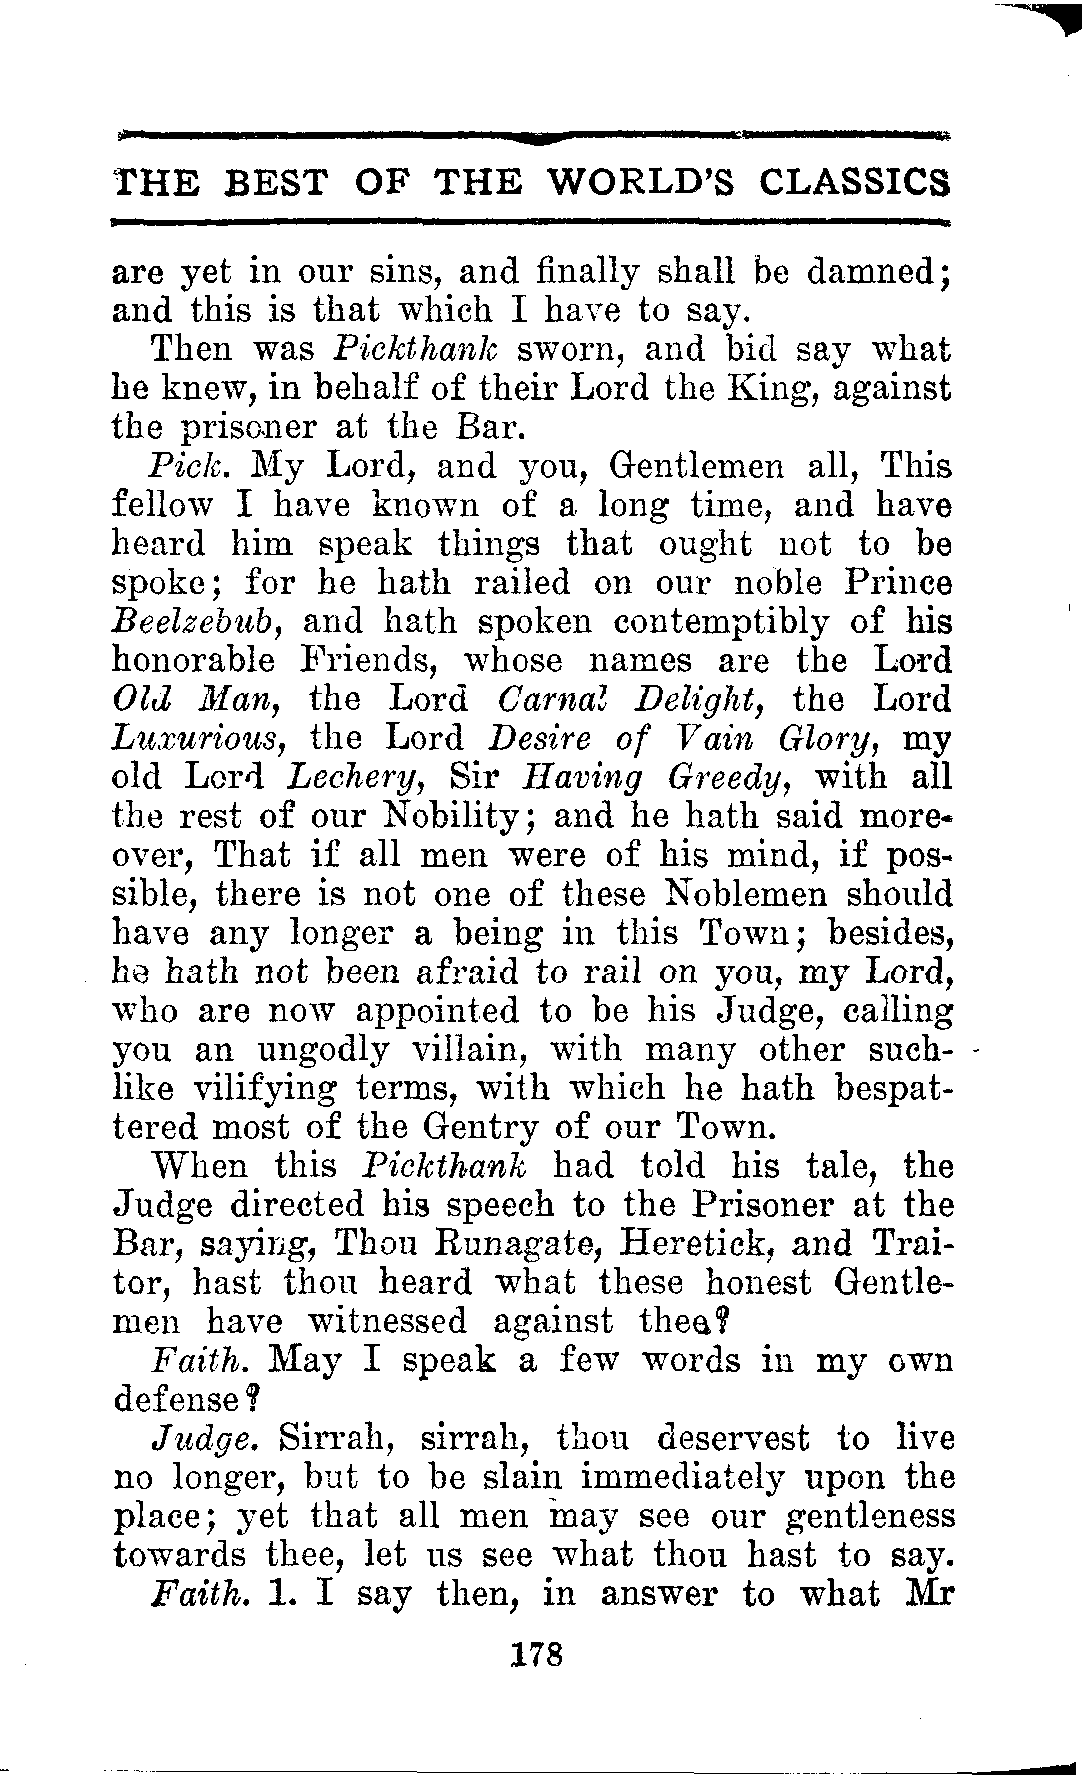 THE BEST OF THE WORLD'S CLASSICS
are yet in our sins, and finally shall be damned;
and this is that which I have to say.
Then was Pickthank sworn, and bid say what
he knew, in behalf of their Lord the King, against
the prisoner at the Bar.
Pick. My Lord, and you, Gentlemen all, This
fellow I have known of a long time, and have
heard him speak things that ought not to be
spoke; for he hath railed on our noble Prince
Beelzebub, and hath spoken contemptibly of his
honorable Friends, whose names are the Lord
Old Man, the Lord Carnal Delight, the Lord
Luxurious, the Lord Desire of Vain Glory, my
old Lord Lechery, Sir Having Greedy, with all
the rest of our Nobility; and he hath said more-
over, That if all men were of his mind, if pos-
sible, there is not one of these Noblemen should
have any longer a being in this Town; besides,
he hath not been afraid to rail on you, my Lord,
who are now appointed to be his Judge, calling
you an ungodly villain, with many other such-
like vilifying terms, with which he hath bespat-
tered most of the Gentry of our Town.
When this Pickthank had told his tale, the
Judge directed his speech to the Prisoner at the
Bar, saying, Thou Runagate, Heretick, and Trai-
tor, hast thou heard what these honest Gentle-
men have witnessed against thee?
Faith. May I speak a few words in my own
defense?
Judge. Sirrah, sirrah, thou deservest to live
no longer, but to be slain immediately upon the
place; yet that all men may see our gentleness
towards thee, let us see what thou hast to say.
Faith. 1. I say then, in answer to what Mr
178